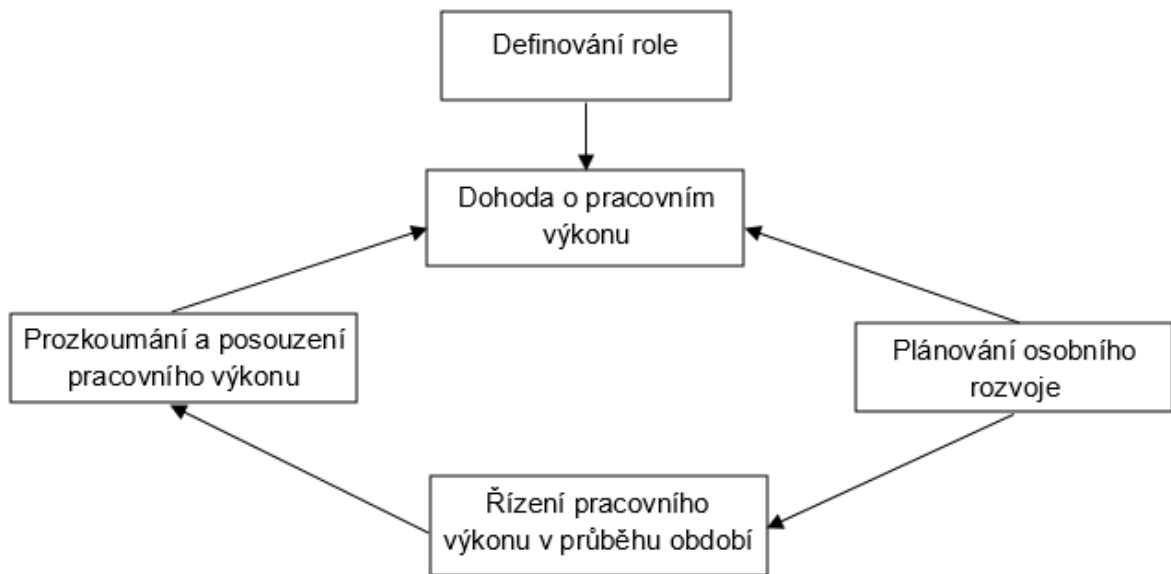 Definování role
Dohoda o pracovním
výkonu
Prozkoumání a posouzení
pracovního výkonu
Plánování osobního
rozvoje
Řízení pracovního
výkonu v průběhu období